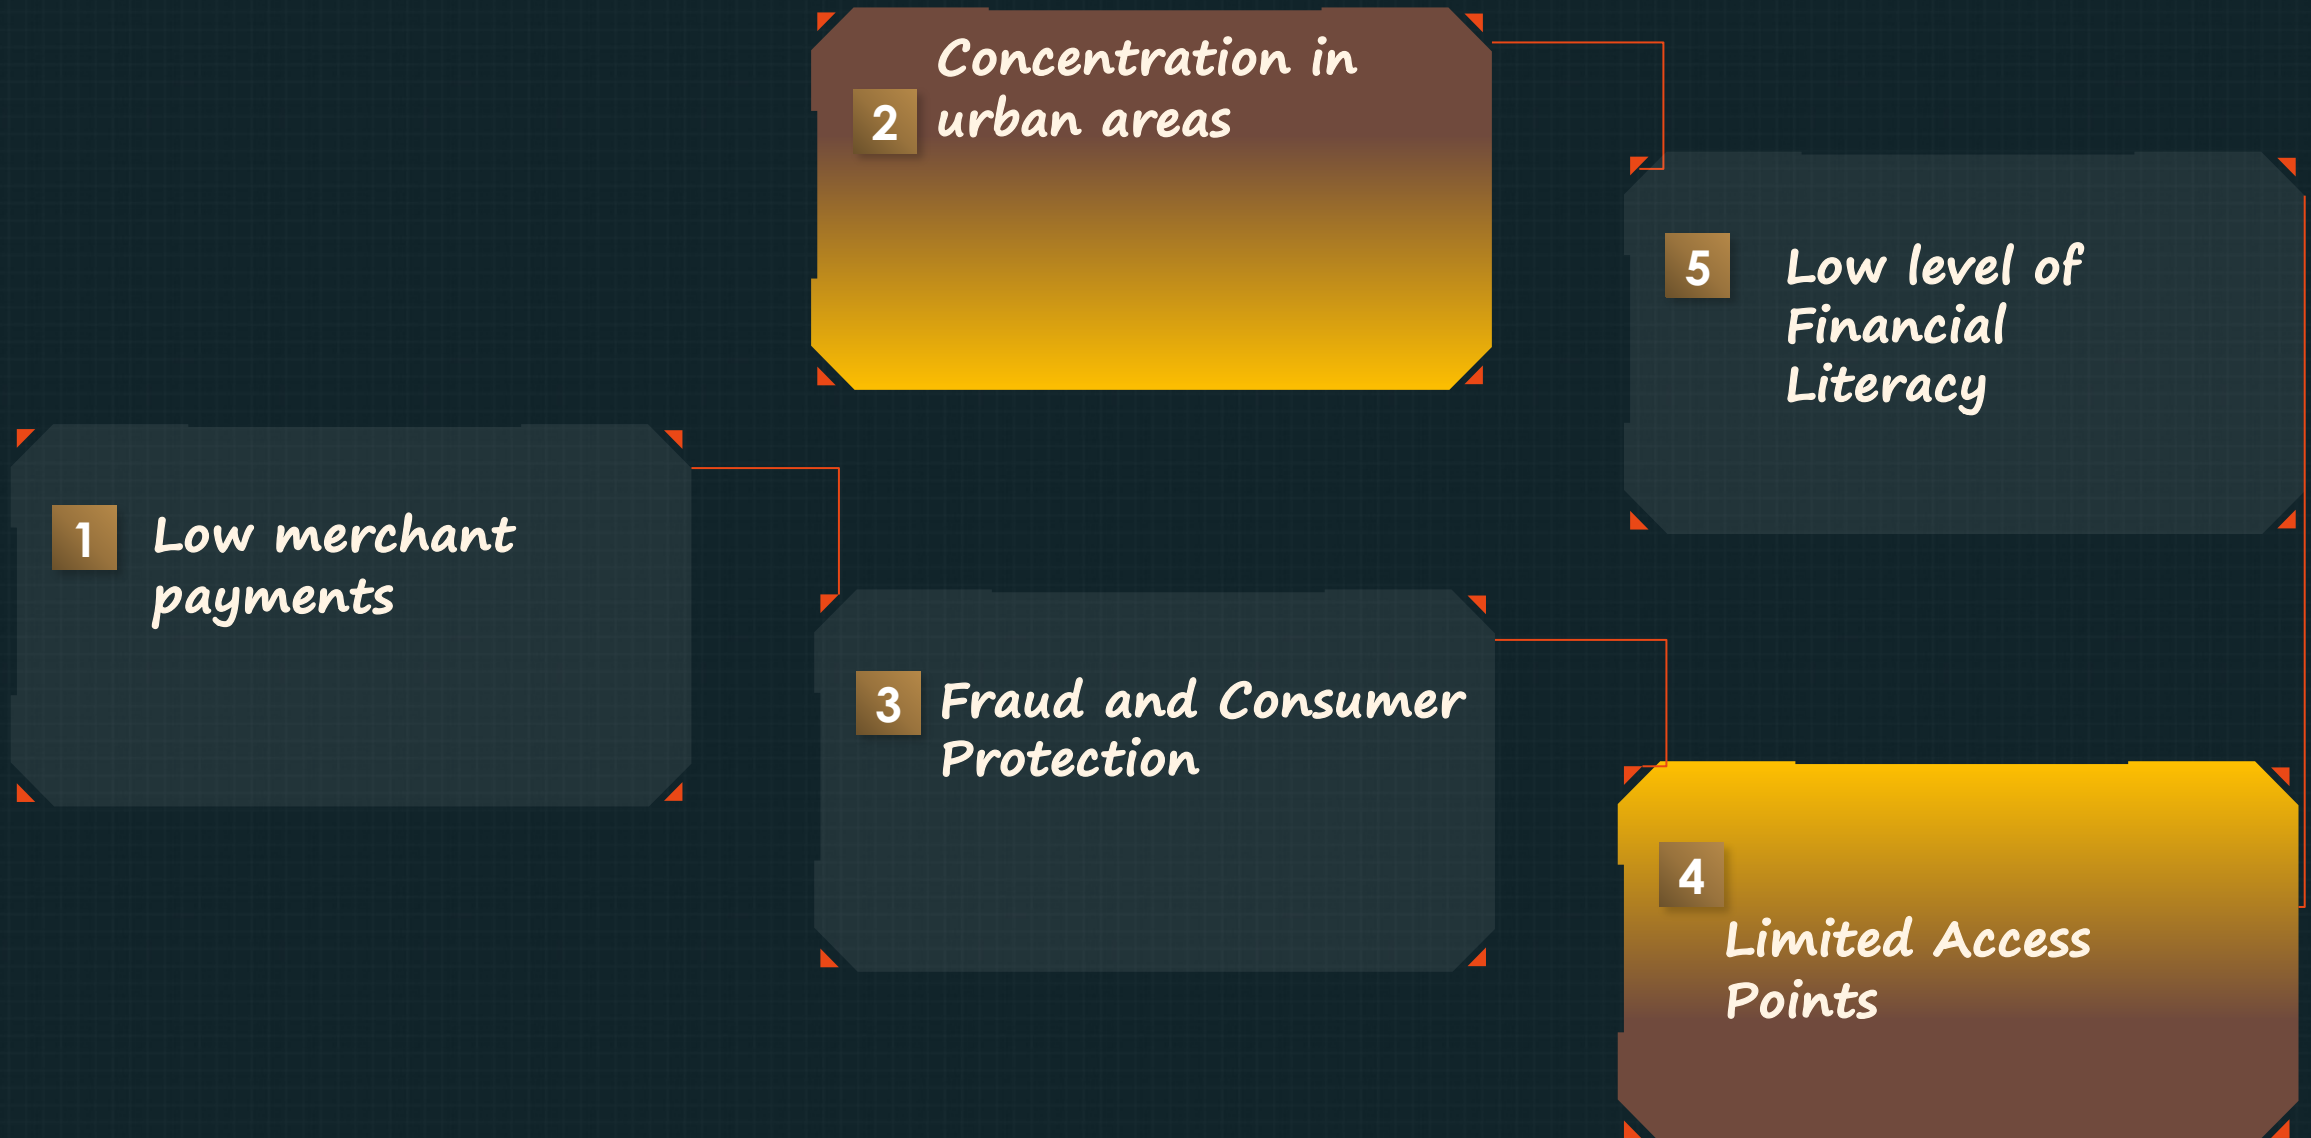 1
Low merchant
payments
2
Concentration in
urban areas
3
Fraud and Consumer
Protection
4
Limited Access
Points
5
Low level of
Financial
Literacy